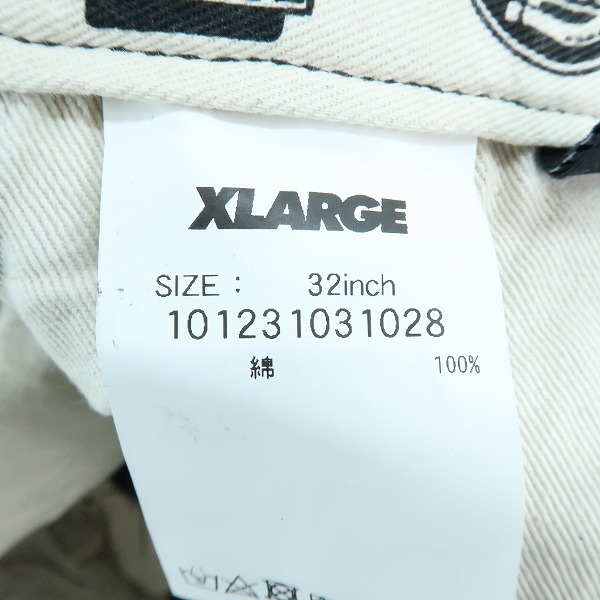 XLARGE
SIZE : 32inch
101231031028
綿 100%